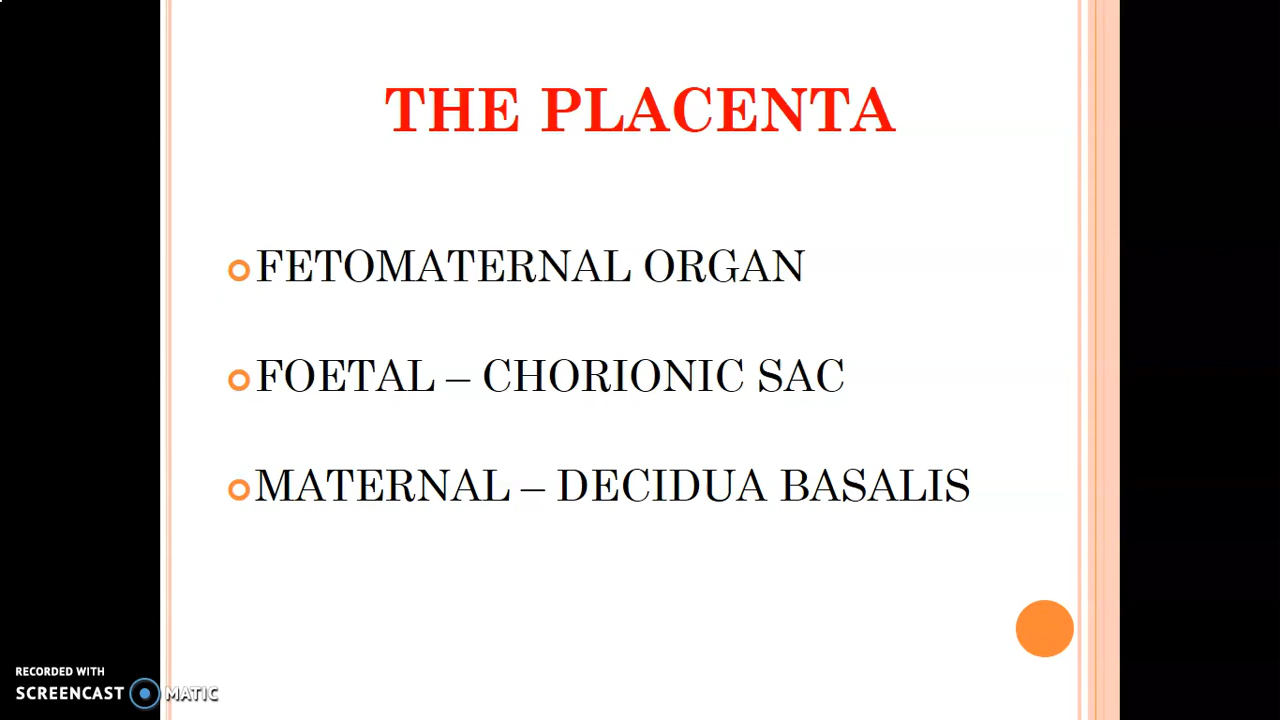 THE PLACENTA
FETOMATERNAL ORGAN
FOETAL – CHORIONIC SAC
MATERNAL – DECIDUA BASALIS
RECORDED WITH
SCREENCAST MATIC